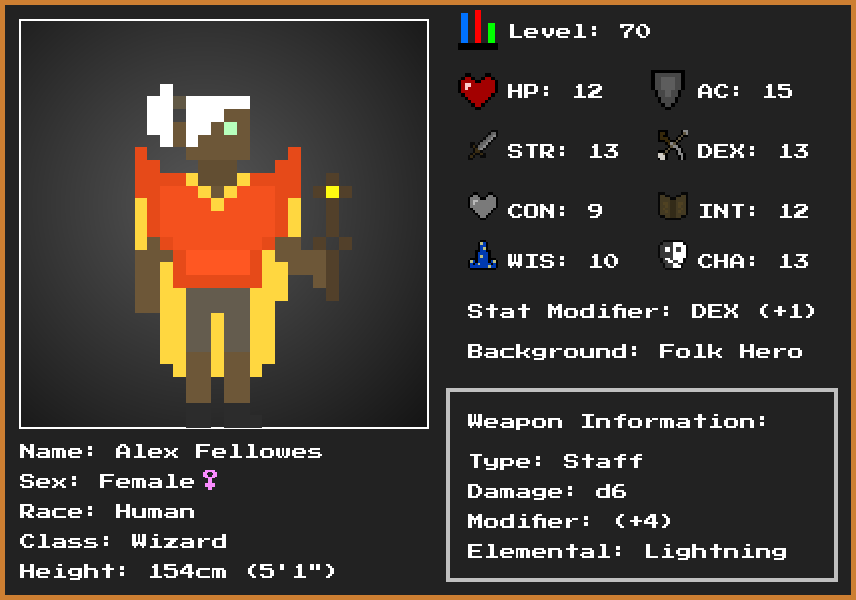 Level: 70
HP: 12 AC: 15
STR: 13 DEX: 13
CON: 9 INT: 12
WIS: 10 CHA: 13
Stat Modifier: DEX (+1)
Background: Folk Hero
Weapon Information:
Type: Staff
Damage: d6
Modifier: (+4)
Elemental: Lightning
Name: Alex Fellowes
Sex: Female♀
Race: Human
Class: Wizard
Height: 154cm (5'1")